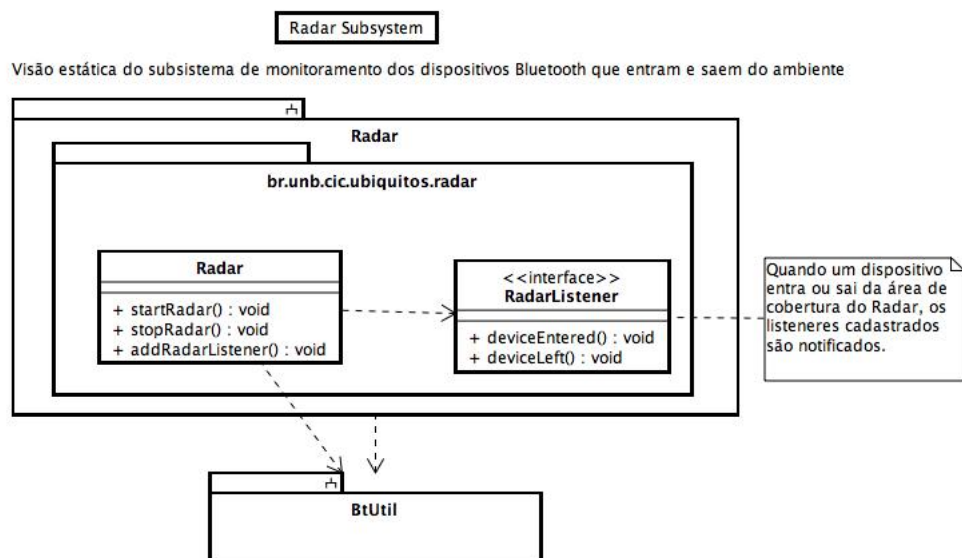 Radar Subsystem
Visão estática do subsistema de monitoramento dos dispositivos Bluetooth que entram e saem do ambiente
Radar
br.unb.cic.ubiquitos.radar
Radar
+ startRadar() : void
+ stopRadar() : void
+ addRadarListener() : void
<<interface>>
RadarListener
+ deviceEntered() : void
+ deviceLeft() : void
Quando um dispositivo
entra ou sai da área de
cobertura do Radar, os
listeneres cadastrados
são notificados.
BtUtil